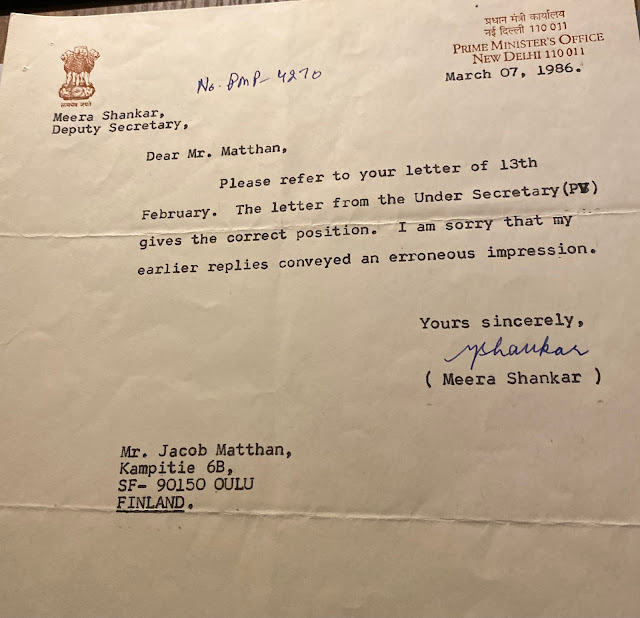 प्रधान मंत्री कार्यालय
नई दिल्ली 110 011
PRIME MINISTER'S OFFICE
NEW DELHI 110 011
सत्यमेव जयते
No. PMP-4270
March 07, 1986.
Meera Shankar,
Deputy Secretary,
Dear Mr. Matthan,
Please refer to your letter of 13th
February. The letter from the Under Secretary(PV)
gives the correct position. I am sorry that my
earlier replies conveyed an erroneous impression.
Yours sincerely,
MShankar
( Meera Shankar )
Mr. Jacob Matthan,
Kampitie 6B,
SF- 90150 OULU
FINLAND.